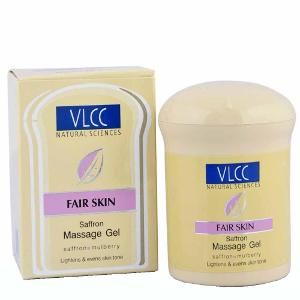 VLCC
NATURAL SCIENCES
FAIR SKIN
Saffron
Massage Gel
saffron mulberry
Lightens & evens skin tone
VLCC
NATURAL SCIENCES
FAIR SKIN
Saffron
Massage Gel
saffron mulberry
Lightens & evens skin tone